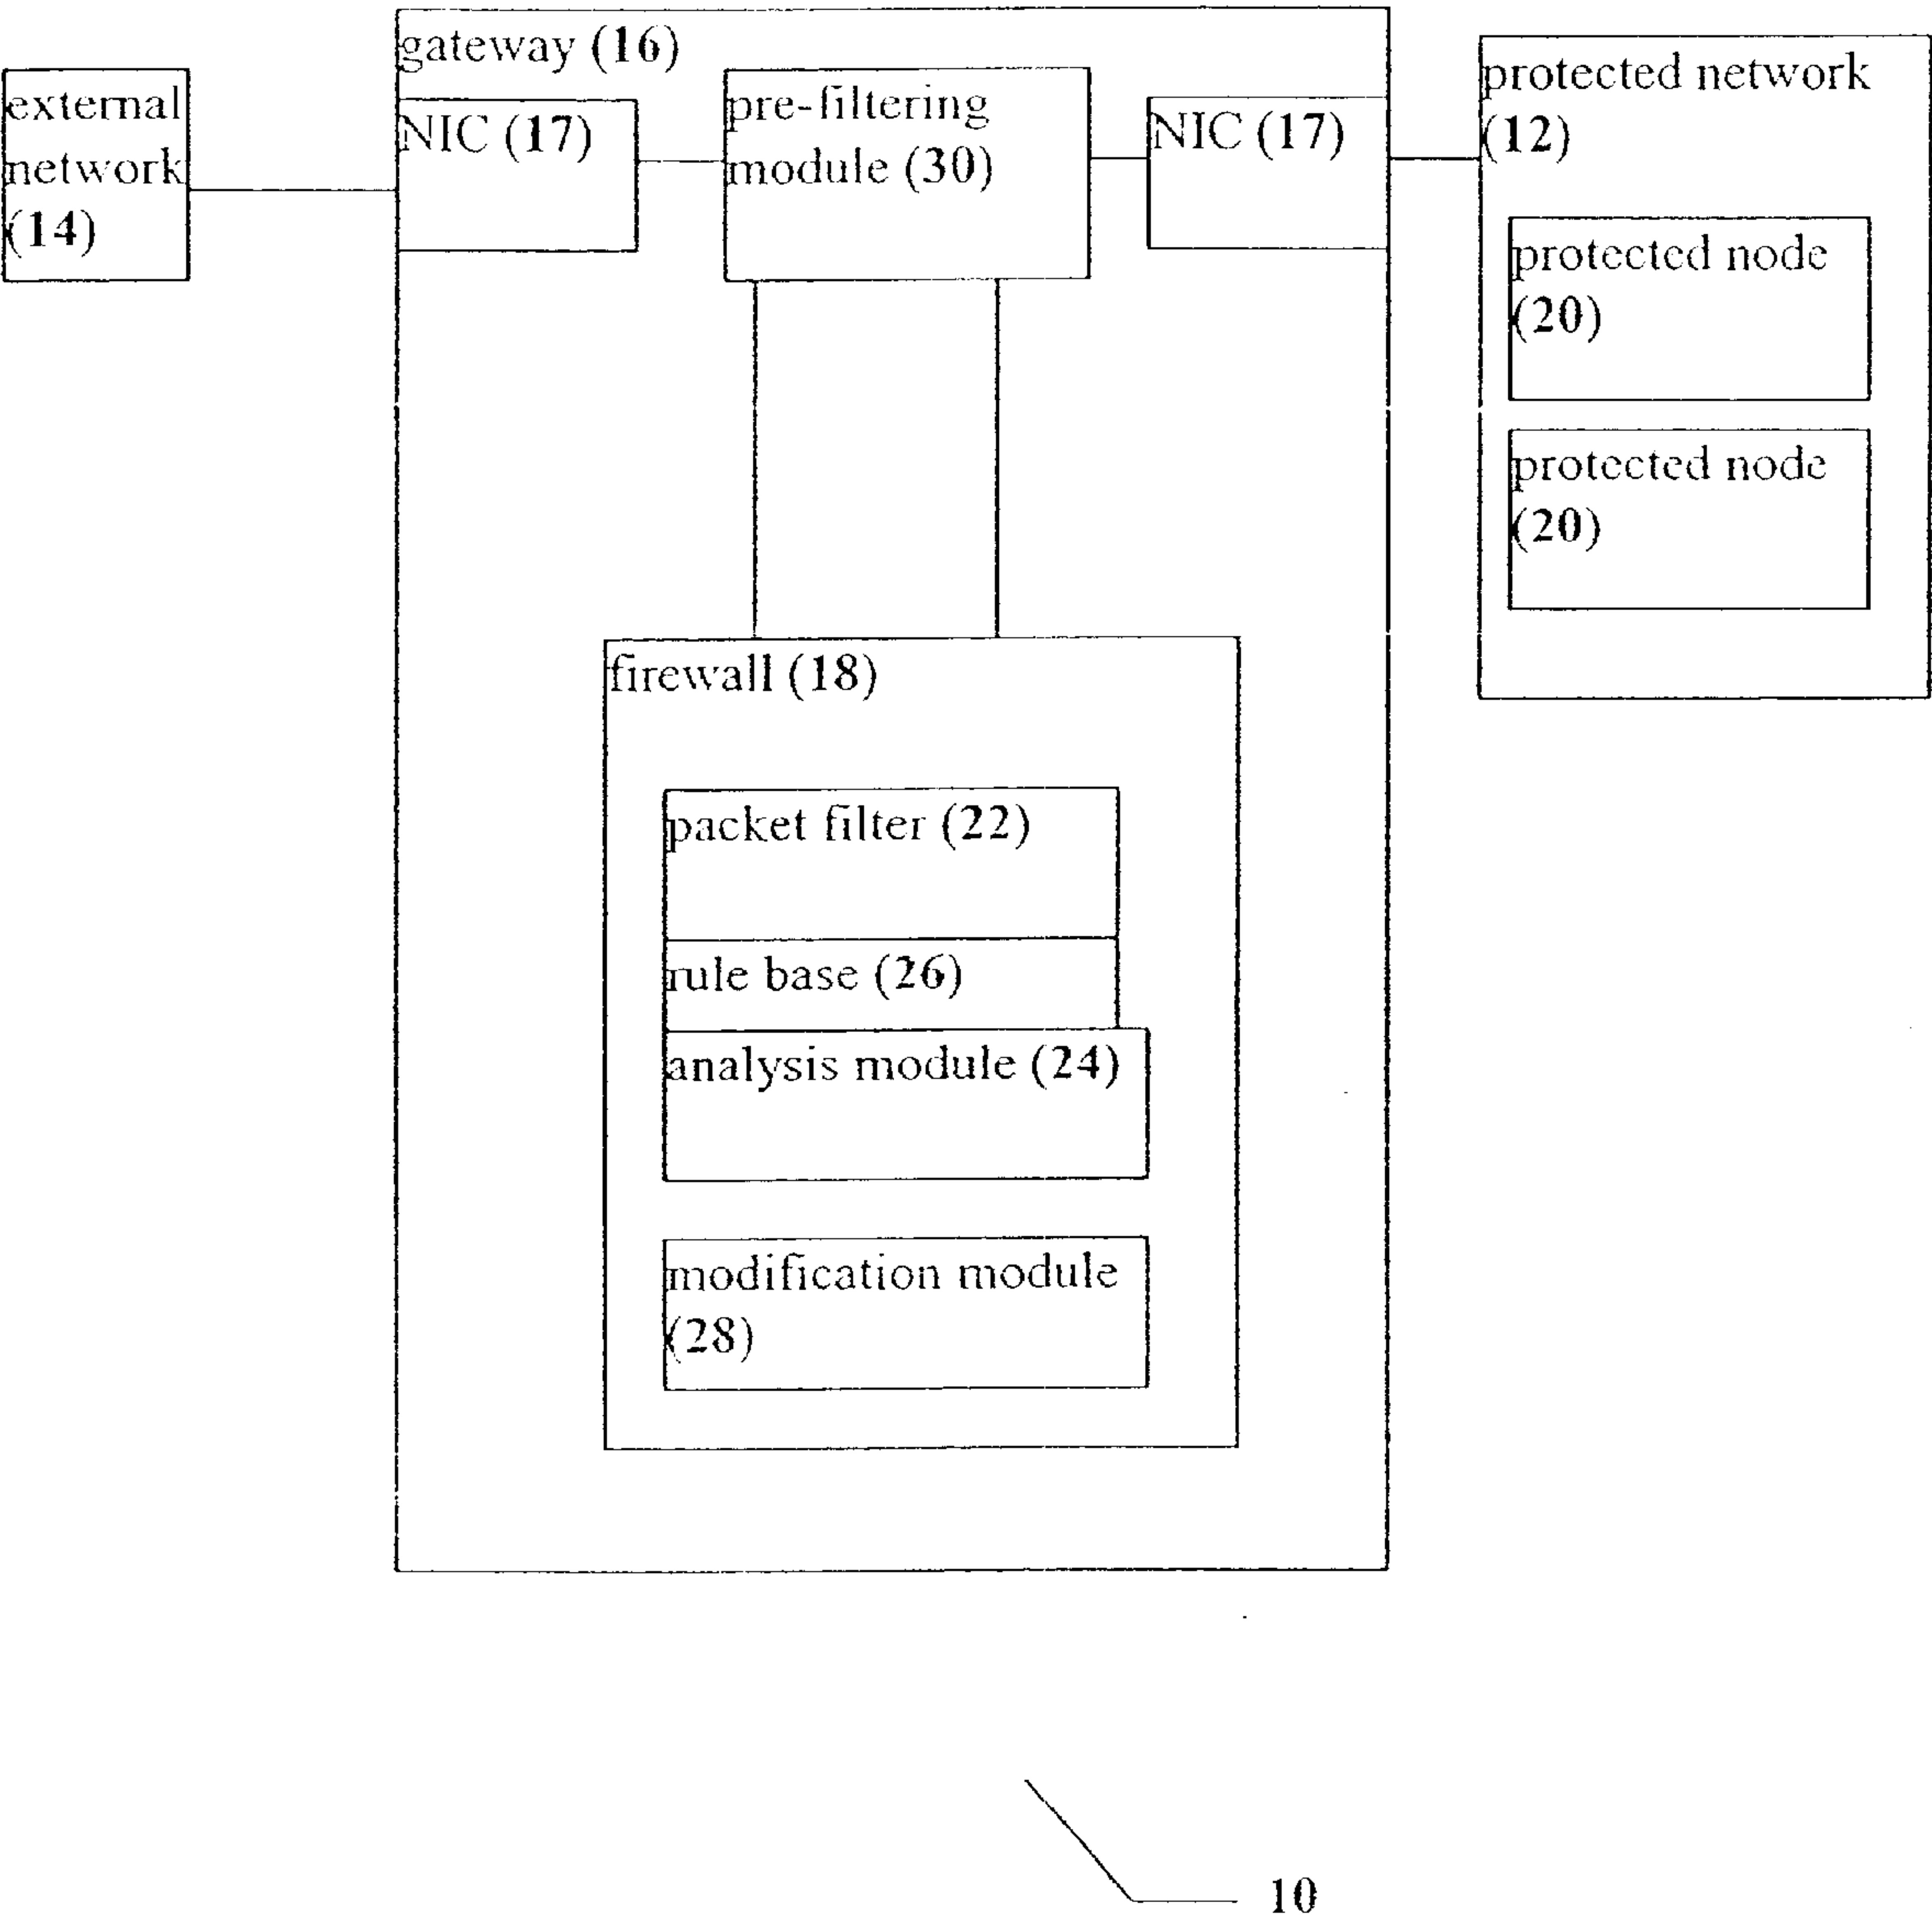 gateway (16)
external
network
(14)
NIC (17)
pre-filtering
module (30)
NIC (17)
protected network
(12)
protected node
(20)
protected node
(20)
firewall (18)
packet filter (22)
rule base (26)
analysis module (24)
modification module
(28)
10